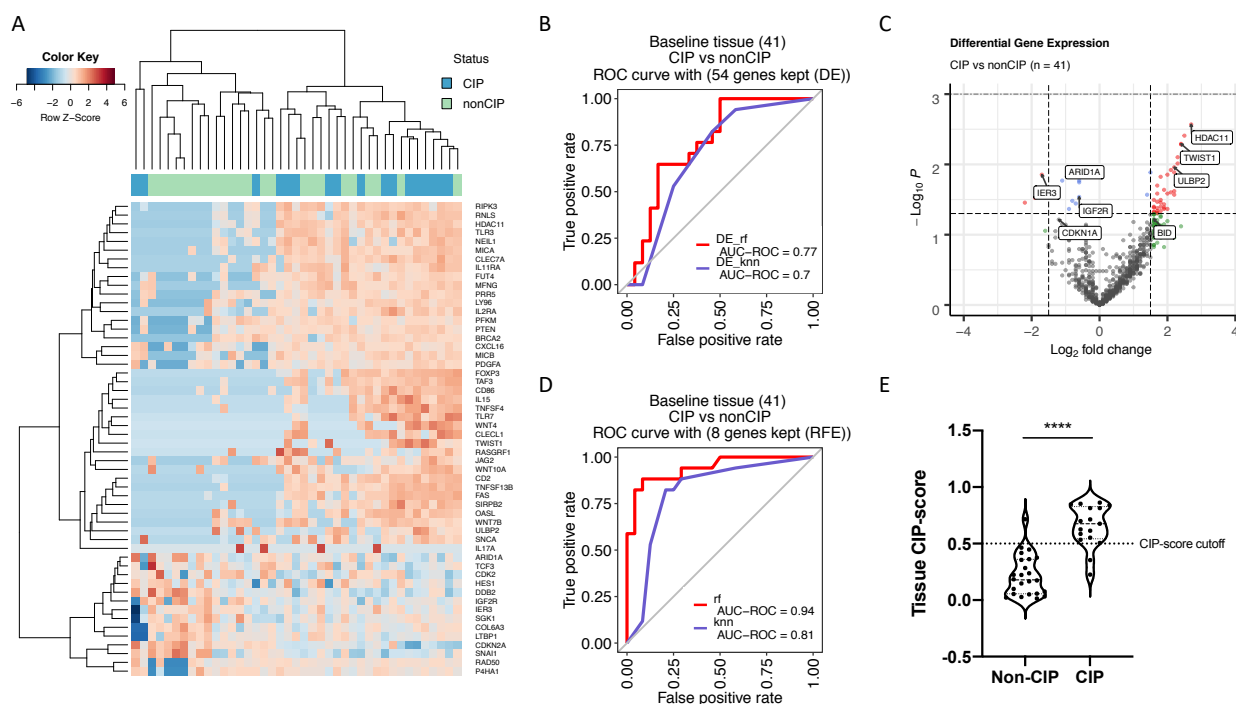 A
Color Key
−6 −4 −2 0 2 4 6
Row Z−Score
Status
CIP
nonCIP
RIPK3
RNLS
HDAC11
TLR3
NEIL1
MICA
CLEC7A
IL11RA
FUT4
MFNG
PRR5
LY96
IL2RA
PFKM
PTEN
BRCA2
CXCL16
MICB
PDGFA
FOXP3
TAF3
CD86
IL15
TNFSF4
TLR7
WNT4
CLECL1
TWIST1
RASGRF1
JAG2
WNT10A
CD2
TNFSF13B
FAS
SIRPB2
OASL
WNT7B
ULBP2
SNCA
IL17A
ARID1A
TCF3
CDK2
HES1
DDB2
IGF2R
IER3
SGK1
COL6A3
LTBP1
CDKN2A
SNAI1
RAD50
P4HA1
B
Baseline tissue (41)
CIP vs nonCIP
ROC curve with (54 genes kept (DE))
True positive rate
1.00
0.75
0.50
0.25
0.00
DE_rf
AUC−ROC = 0.77
DE_knn
AUC−ROC = 0.7
0.00 0.25 0.50 0.75 1.00
False positive rate
C
Differential Gene Expression
CIP vs nonCIP (n = 41)
− Log10 P
3
2
1
0
HDAC11
TWIST1
ARID1A
ULBP2
IER3
IGF2R
CDKN1A
BID
−4 −2 0 2 4
Log2 fold change
D
Baseline tissue (41)
CIP vs nonCIP
ROC curve with (8 genes kept (RFE))
True positive rate
1.00
0.75
0.50
0.25
0.00
rf
AUC−ROC = 0.94
knn
AUC−ROC = 0.81
0.00 0.25 0.50 0.75 1.00
False positive rate
E
Tissue CIP-score
1.5
1.0
0.5
0.0
-0.5
****
CIP-score cutoff
Non-CIP CIP